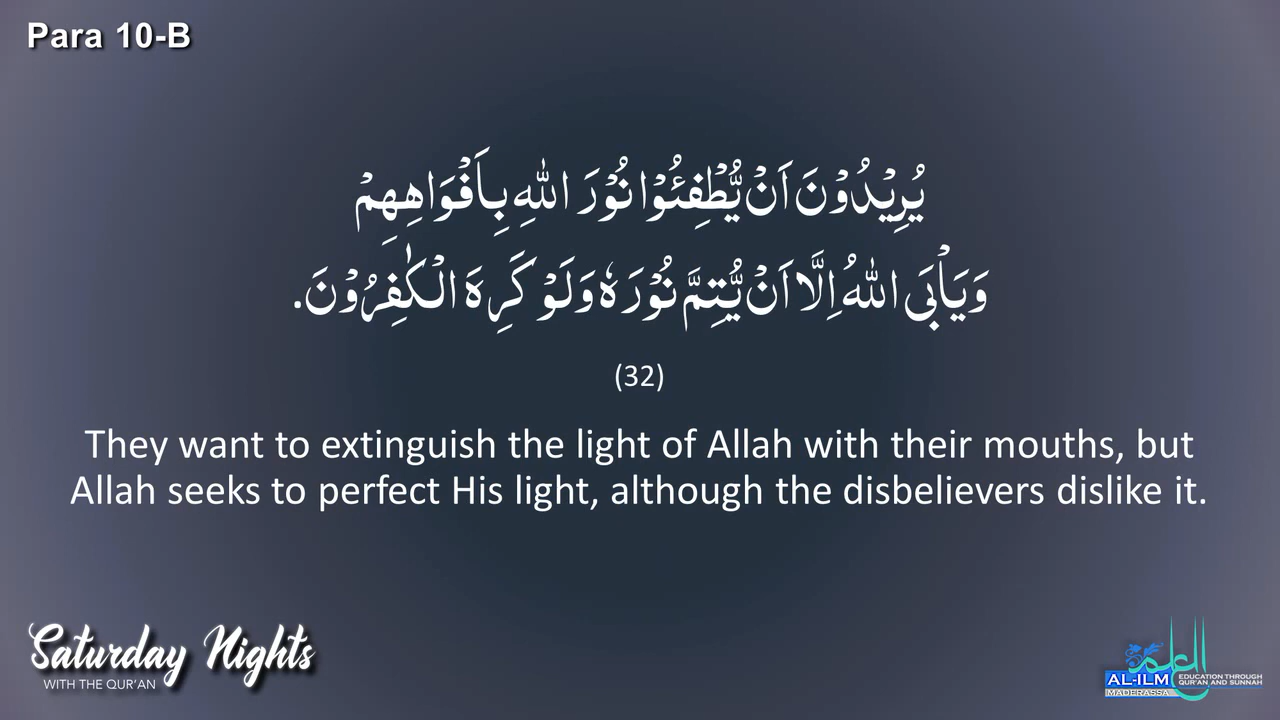 Para 10-B
يُرِيْدُوْنَ اَنْ يُّطْفِـُٔوْا نُوْرَ اللّٰهِ بِاَفْوَاهِهِمْ
وَيَاْبَى اللّٰهُ اِلَّا اَنْ يُّتِمَّ نُوْرَهٗ وَلَوْ كَرِهَ الْكٰفِرُوْنَ.
(32)
They want to extinguish the light of Allah with their mouths, but
Allah seeks to perfect His light, although the disbelievers dislike it.
Saturday Nights
WITH THE QUR'AN
العلم
AL-ILM
MADERASSA
EDUCATION THROUGH
QUR'AN AND SUNNAH